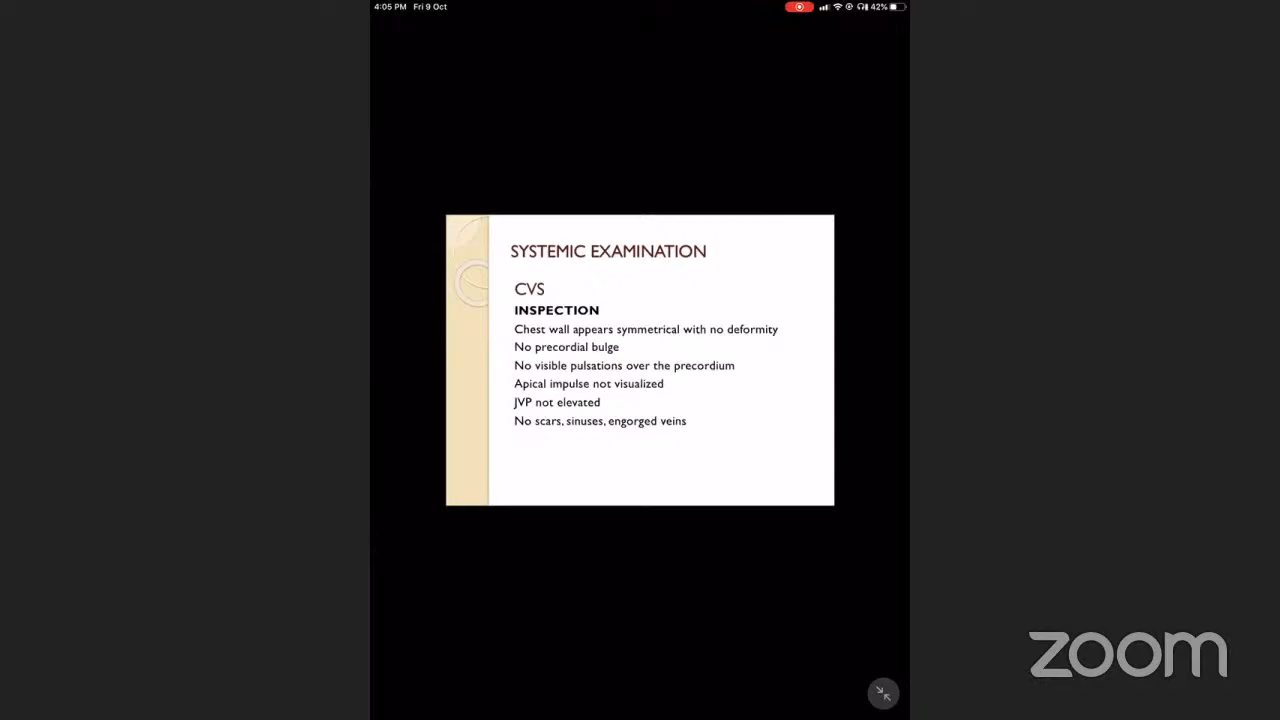 4:05 PM Fri 9 Oct
42%
SYSTEMIC EXAMINATION
CVS
INSPECTION
Chest wall appears symmetrical with no deformity
No precordial bulge
No visible pulsations over the precordium
Apical impulse not visualized
JVP not elevated
No scars, sinuses, engorged veins
zoom